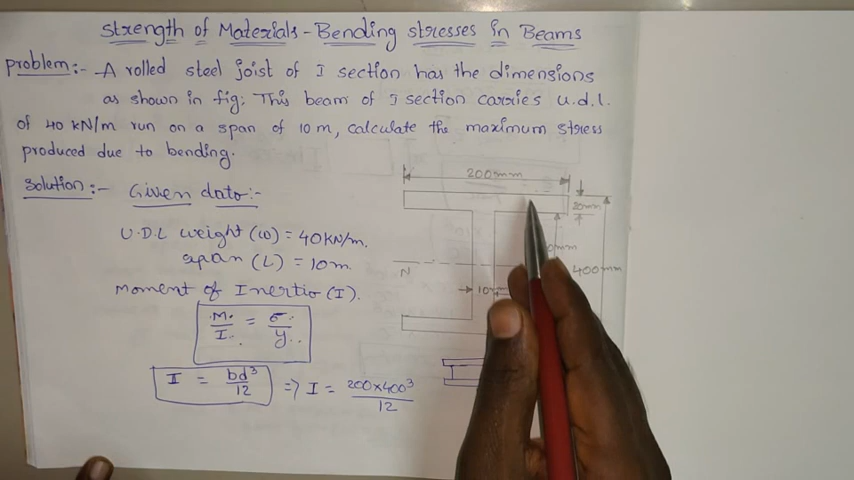 Strength of Materials - Bending stresses in Beams
Problem:- A rolled steel joist of I section has the dimensions
as shown in fig: This beam of I section carries u.d.l.
of 40 kN/m run on a span of 10 m, calculate the maximum stress
produced due to bending.
Solution:- Given data:-
U.D.L weight (w) = 40 KN/m.
span (L) = 10 m.
Moment of Inertia (I).
M/I = σ/y
I = bd³/12 => I = 200×400³/12
200mm
20mm
400mm
N
10